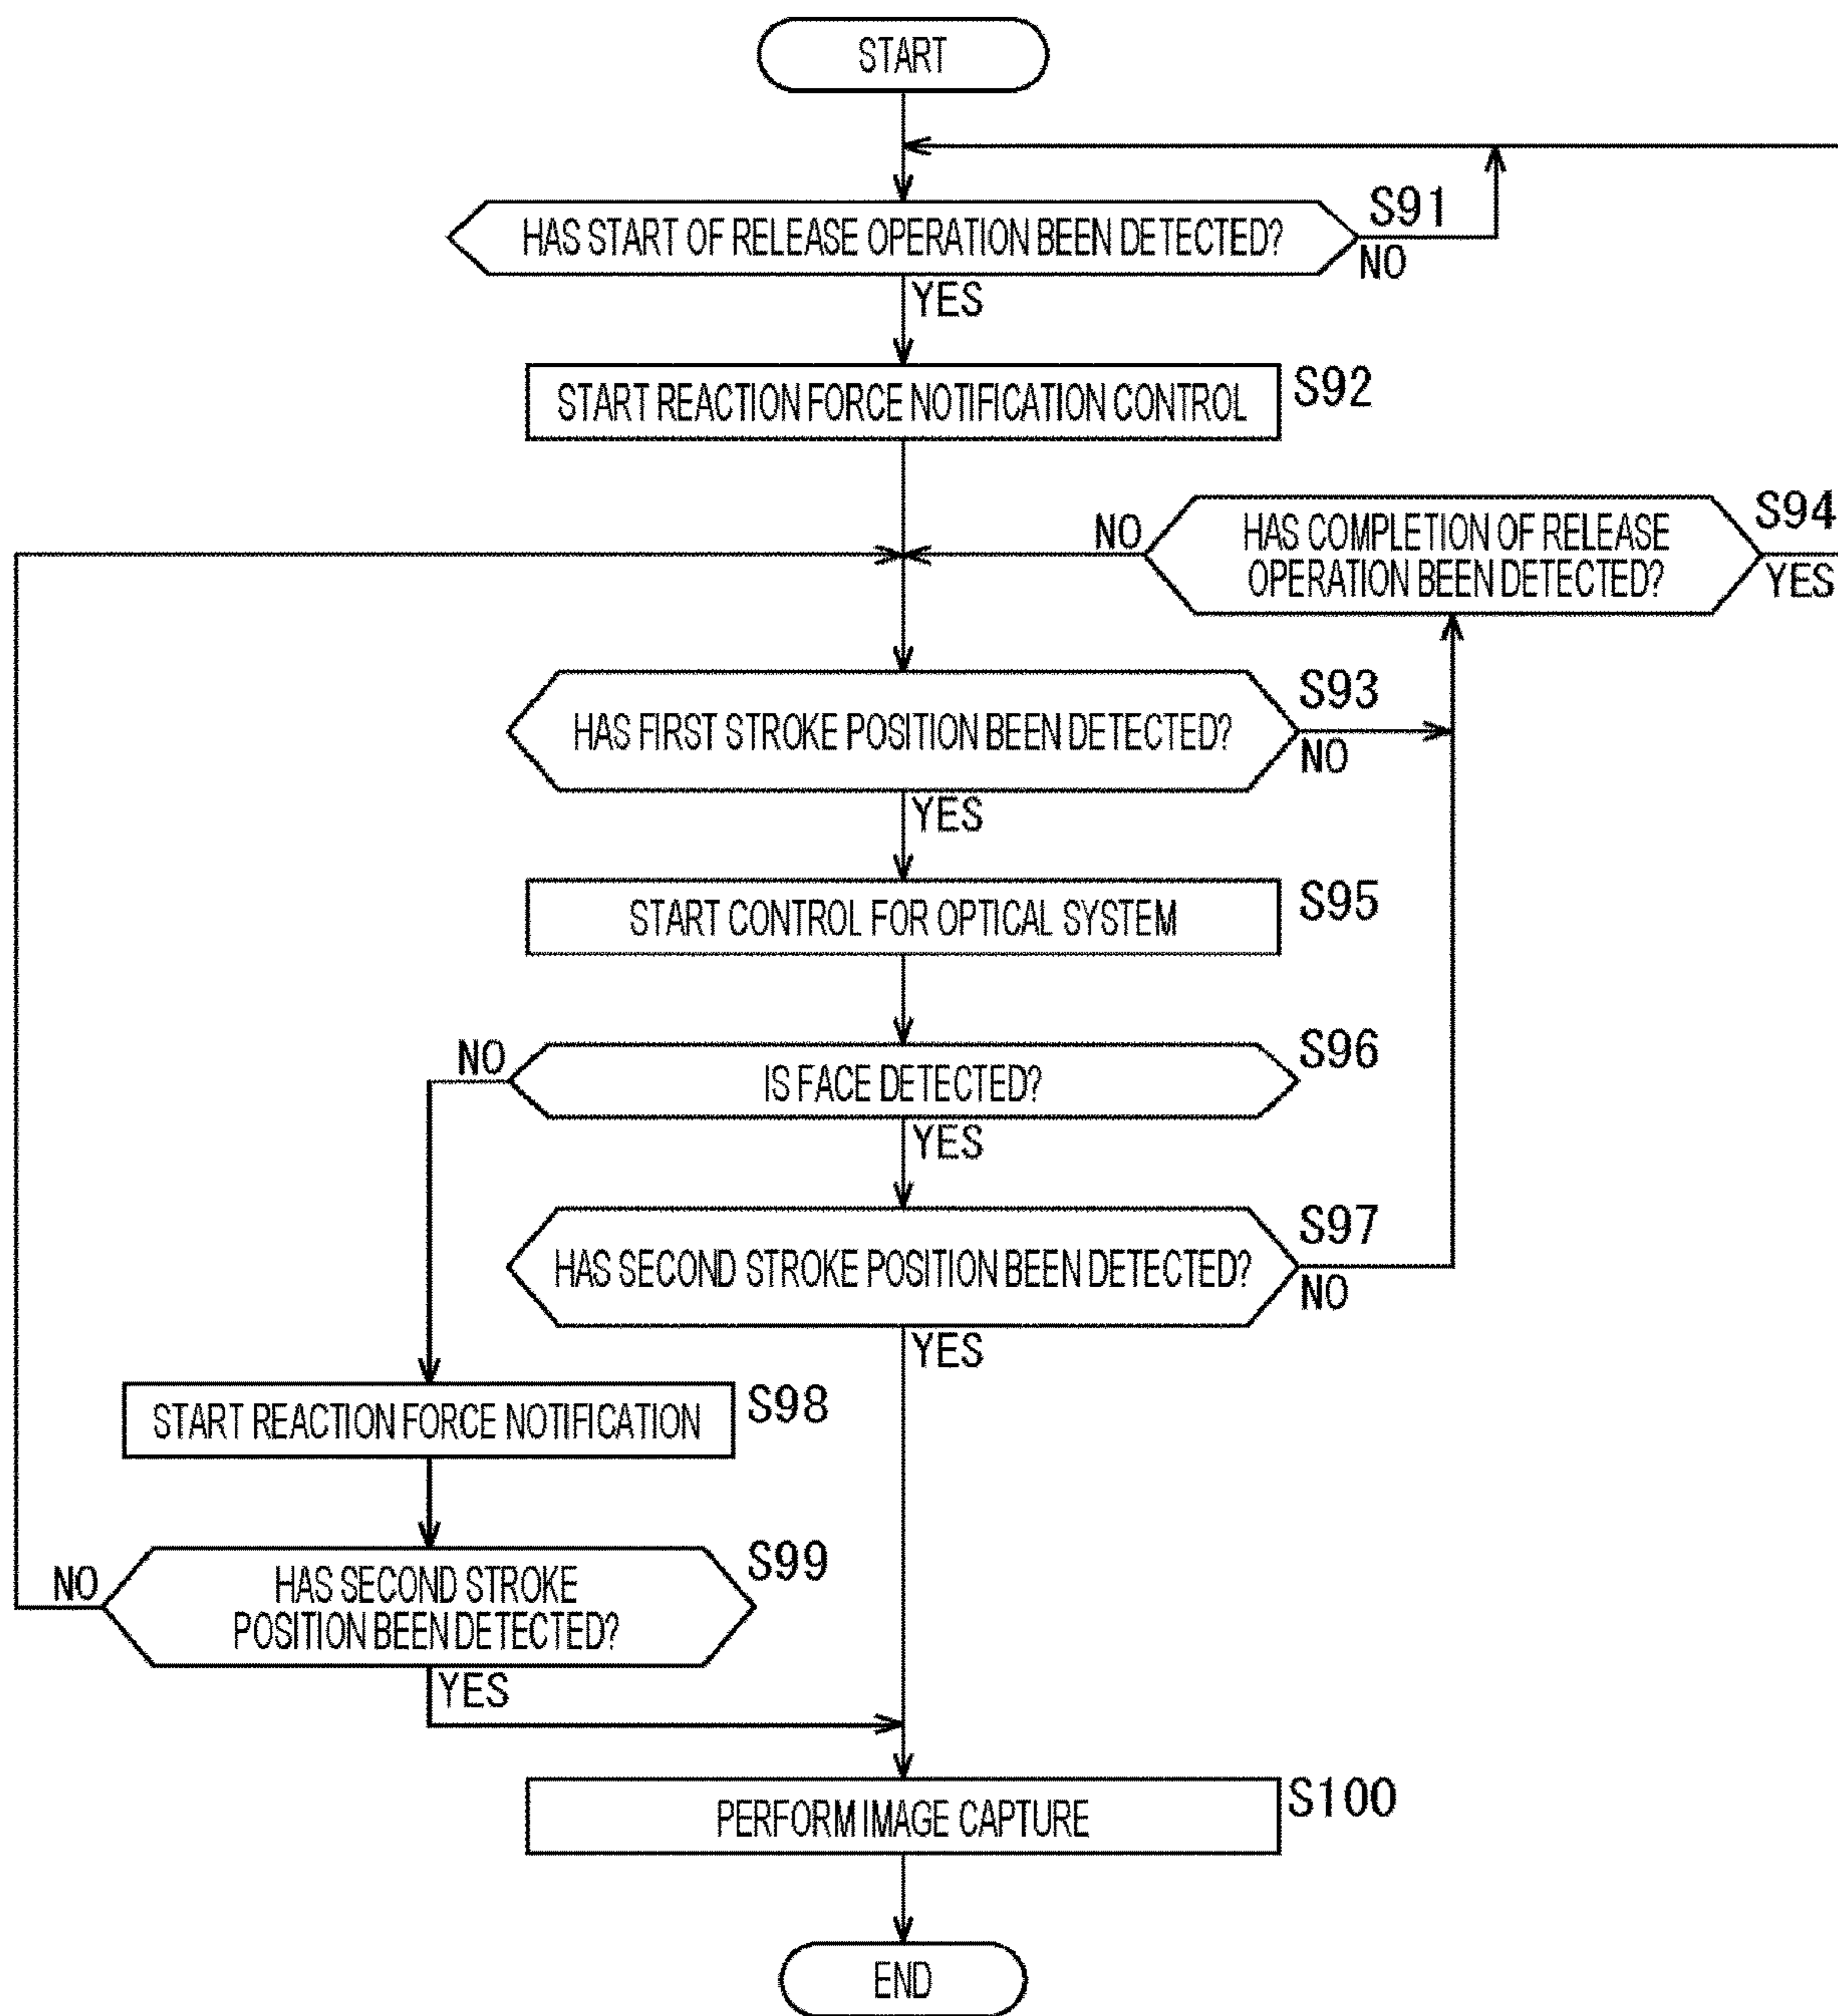 START
HAS START OF RELEASE OPERATION BEEN DETECTED?
S91
NO
YES
START REACTION FORCE NOTIFICATION CONTROL
S92
NO
HAS COMPLETION OF RELEASE
OPERATION BEEN DETECTED?
S94
YES
HAS FIRST STROKE POSITION BEEN DETECTED?
S93
NO
YES
START CONTROL FOR OPTICAL SYSTEM
S95
NO
IS FACE DETECTED?
S96
YES
HAS SECOND STROKE POSITION BEEN DETECTED?
S97
NO
YES
START REACTION FORCE NOTIFICATION
S98
NO
HAS SECOND STROKE
POSITION BEEN DETECTED?
S99
YES
PERFORM IMAGE CAPTURE
S100
END